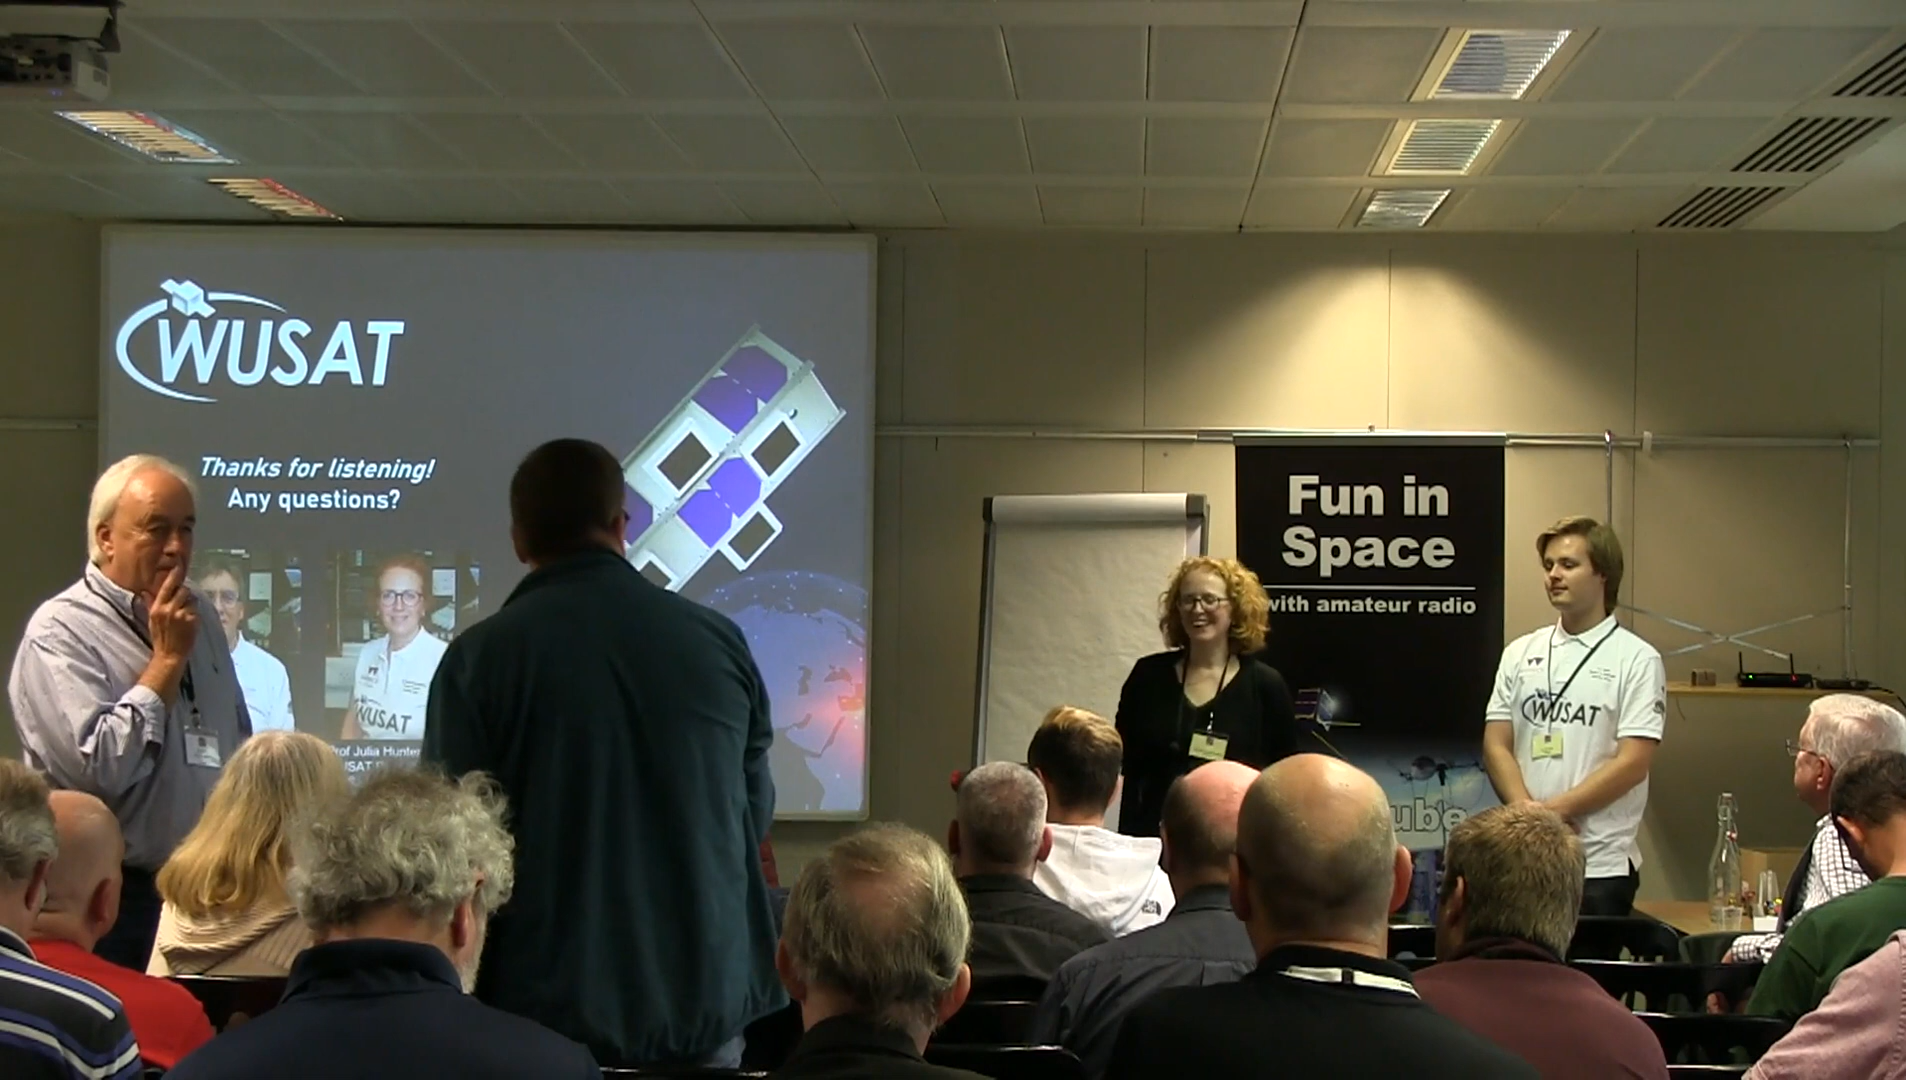 WUSAT
Thanks for listening!
Any questions?
WUSAT
Prof Julia Hunter
Fun in
Space
with amateur radio
WUSAT